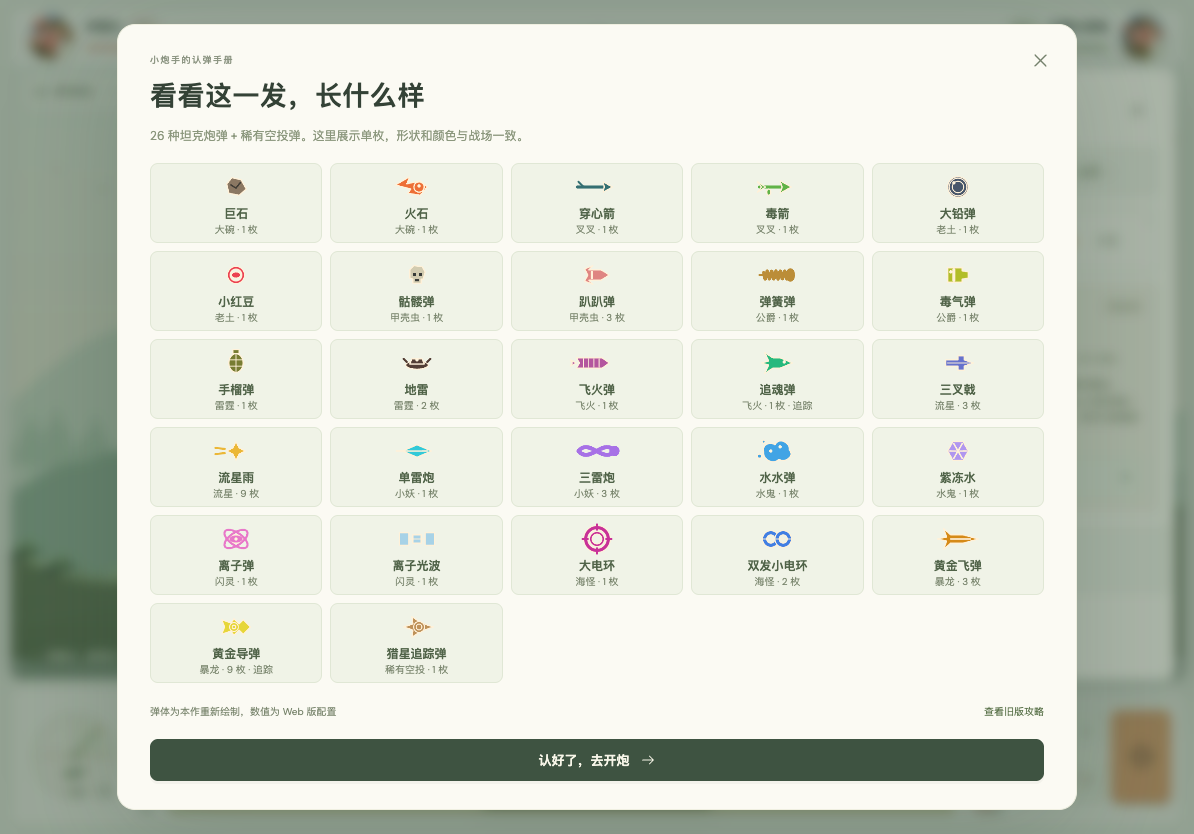 小炮手的认弹手册
看看这一发，长什么样
26 种坦克炮弹 + 稀有空投弹。这里展示单枚，形状和颜色与战场一致。
巨石
大碗 · 1 枚
火石
大碗 · 1 枚
穿心箭
叉叉 · 1 枚
毒箭
叉叉 · 1 枚
大铅弹
老土 · 1 枚
小红豆
老土 · 1 枚
骷髅弹
甲壳虫 · 1 枚
趴趴弹
甲壳虫 · 3 枚
弹簧弹
公爵 · 1 枚
毒气弹
公爵 · 1 枚
手榴弹
雷霆 · 1 枚
地雷
雷霆 · 2 枚
飞火弹
飞火 · 1 枚
追魂弹
飞火 · 1 枚 · 追踪
三叉戟
流星 · 3 枚
流星雨
流星 · 9 枚
单雷炮
小妖 · 1 枚
三雷炮
小妖 · 3 枚
水水弹
水鬼 · 1 枚
紫冻水
水鬼 · 1 枚
离子弹
闪灵 · 1 枚
离子光波
闪灵 · 1 枚
大电环
海怪 · 1 枚
双发小电环
海怪 · 2 枚
黄金飞弹
暴龙 · 3 枚
黄金导弹
暴龙 · 9 枚 · 追踪
猎星追踪弹
稀有空投 · 1 枚
弹体为本作重新绘制，数值为 Web 版配置
查看旧版攻略
认好了，去开炮 →